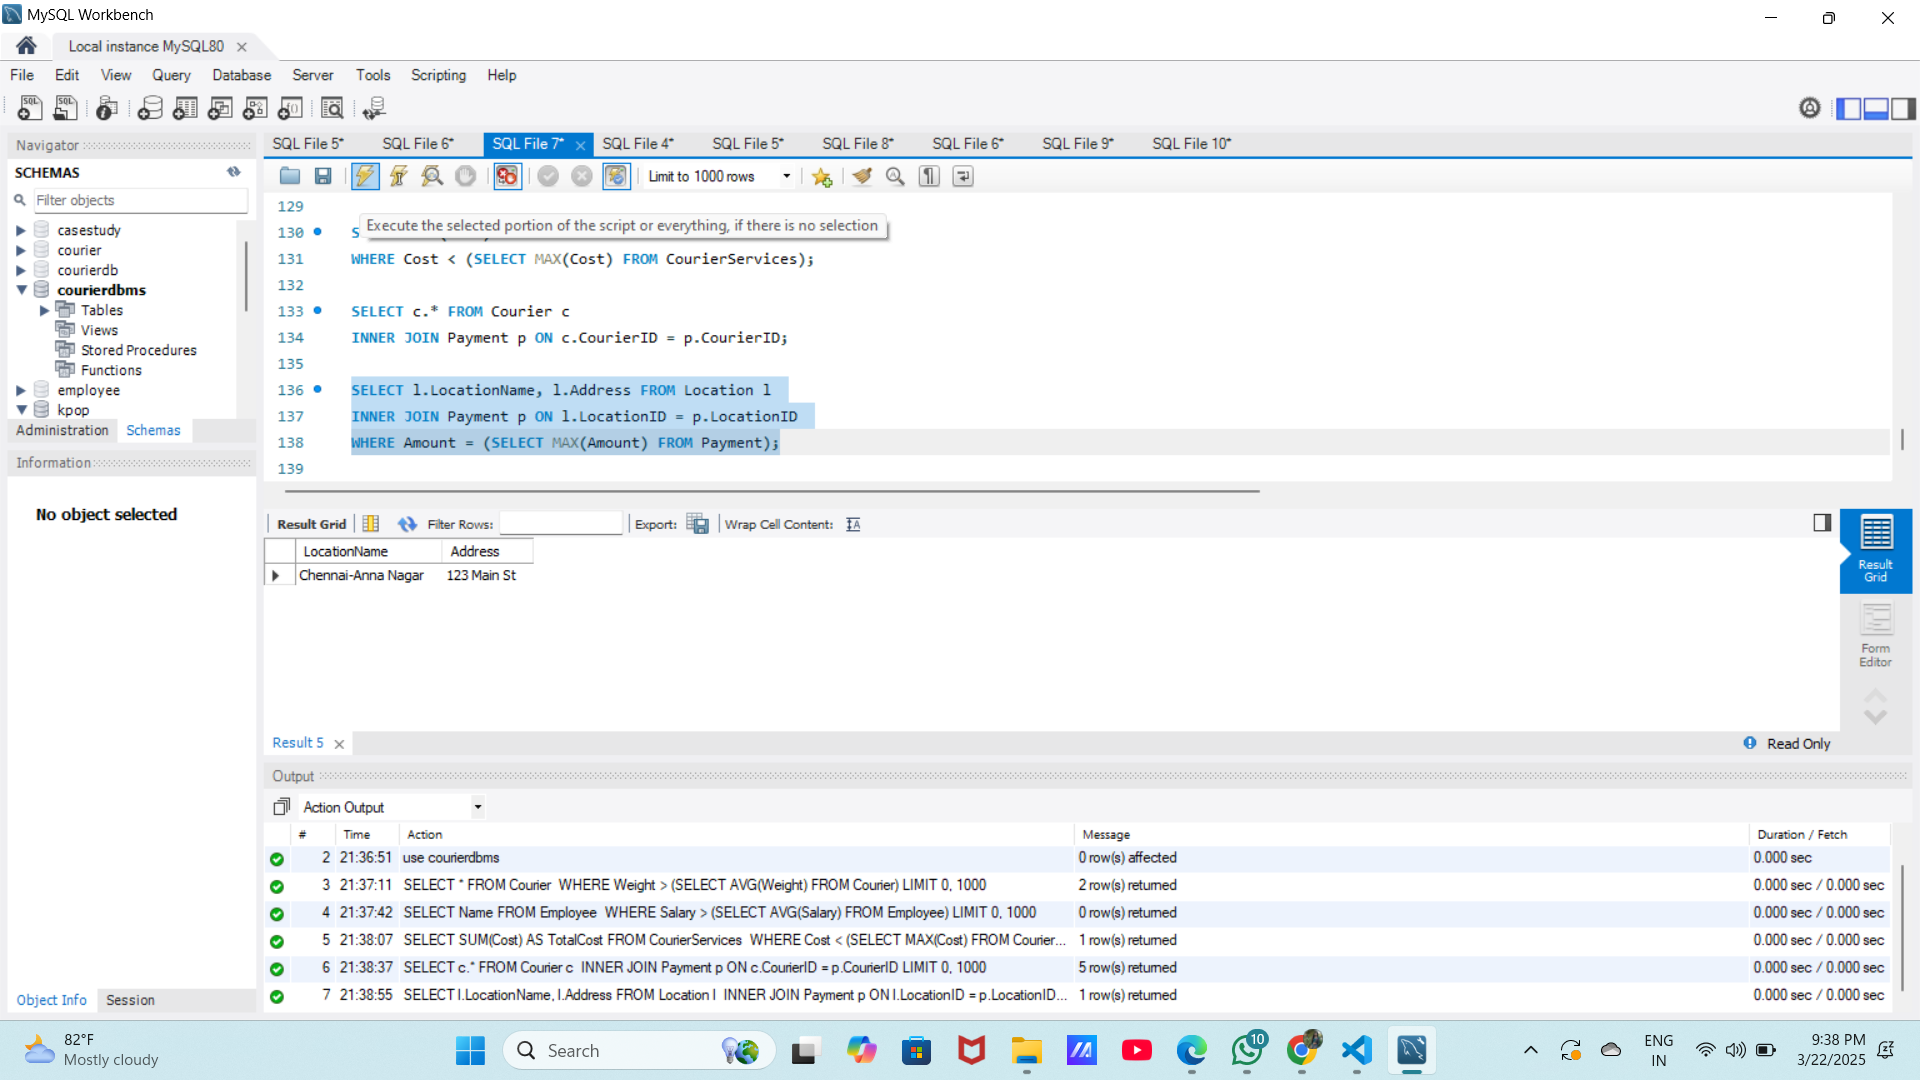 MySQL Workbench
Local instance MySQL80
File Edit View Query Database Server Tools Scripting Help
Navigator
SCHEMAS
Filter objects
casestudy
courier
courierdb
courierdbms
Tables
Views
Stored Procedures
Functions
employee
kpop
Administration Schemas
Information
No object selected
Object Info Session
SQL File 5* SQL File 6* SQL File 7* SQL File 4* SQL File 5* SQL File 8* SQL File 6* SQL File 9* SQL File 10*
Limit to 1000 rows
Execute the selected portion of the script or everything, if there is no selection
129
130 S
131 WHERE Cost < (SELECT MAX(Cost) FROM CourierServices);
132
133 SELECT c.* FROM Courier c
134 INNER JOIN Payment p ON c.CourierID = p.CourierID;
135
136 SELECT l.LocationName, l.Address FROM Location l
137 INNER JOIN Payment p ON l.LocationID = p.LocationID
138 WHERE Amount = (SELECT MAX(Amount) FROM Payment);
139
Result Grid Filter Rows: Export: Wrap Cell Content:
LocationName Address
Chennai-Anna Nagar 123 Main St
Result Grid
Form Editor
Result 5
Read Only
Output
Action Output
# Time Action Message Duration / Fetch
2 21:36:51 use courierdbms 0 row(s) affected 0.000 sec
3 21:37:11 SELECT * FROM Courier WHERE Weight > (SELECT AVG(Weight) FROM Courier) LIMIT 0, 1000 2 row(s) returned 0.000 sec / 0.000 sec
4 21:37:42 SELECT Name FROM Employee WHERE Salary > (SELECT AVG(Salary) FROM Employee) LIMIT 0, 1000 0 row(s) returned 0.000 sec / 0.000 sec
5 21:38:07 SELECT SUM(Cost) AS TotalCost FROM CourierServices WHERE Cost < (SELECT MAX(Cost) FROM Courier... 1 row(s) returned 0.000 sec / 0.000 sec
6 21:38:37 SELECT c.* FROM Courier c INNER JOIN Payment p ON c.CourierID = p.CourierID LIMIT 0, 1000 5 row(s) returned 0.000 sec / 0.000 sec
7 21:38:55 SELECT l.LocationName, l.Address FROM Location l INNER JOIN Payment p ON l.LocationID = p.LocationID... 1 row(s) returned 0.000 sec / 0.000 sec
82°F
Mostly cloudy
Search
10
ENG
IN
9:38 PM
3/22/2025